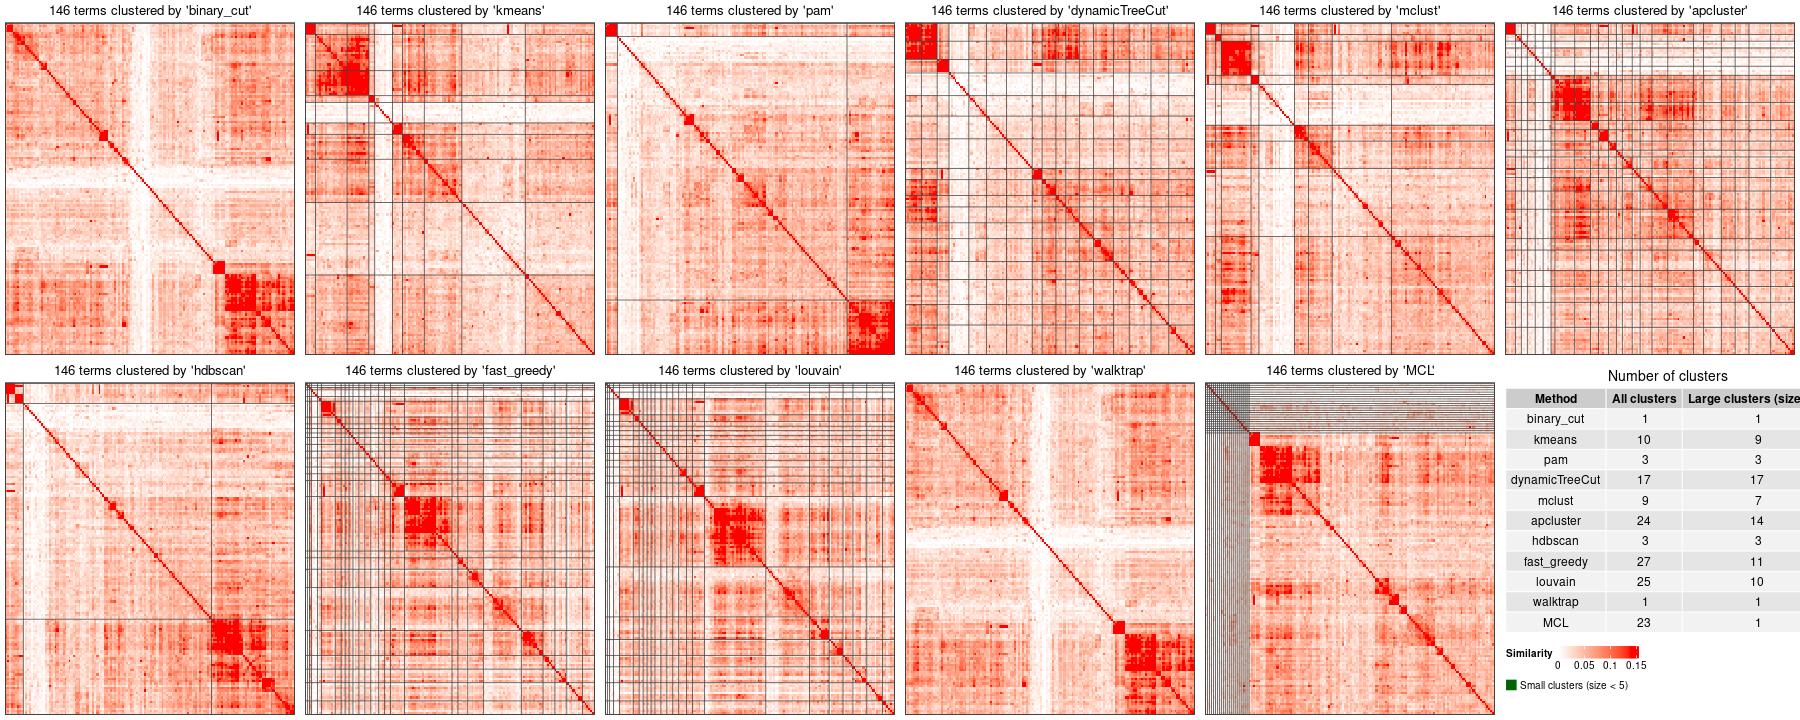 146 terms clustered by 'binary_cut'
146 terms clustered by 'kmeans'
146 terms clustered by 'pam'
146 terms clustered by 'dynamicTreeCut'
146 terms clustered by 'mclust'
146 terms clustered by 'apcluster'
146 terms clustered by 'hdbscan'
146 terms clustered by 'fast_greedy'
146 terms clustered by 'louvain'
146 terms clustered by 'walktrap'
146 terms clustered by 'MCL'
Number of clusters
Method All clusters Large clusters (size
binary_cut 1 1
kmeans 10 9
pam 3 3
dynamicTreeCut 17 17
mclust 9 7
apcluster 24 14
hdbscan 3 3
fast_greedy 27 11
louvain 25 10
walktrap 1 1
MCL 23 1
Similarity
0 0.05 0.1 0.15
Small clusters (size < 5)